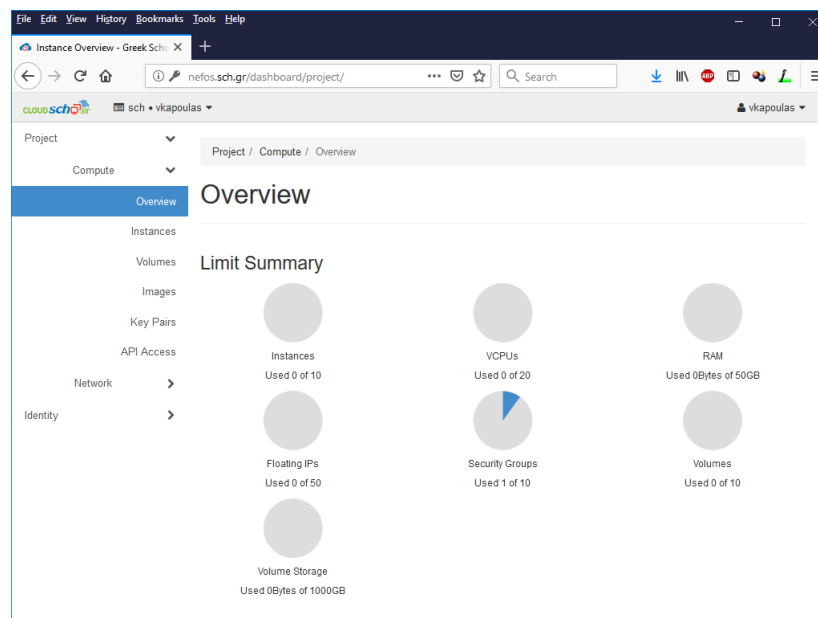 File Edit View History Bookmarks Tools Help
Instance Overview - Greek Scho
nefos.sch.gr/dashboard/project/ Search
CLOUD sch gr sch • vkapoulas vkapoulas
Project
Project / Compute / Overview
Compute
Overview
Overview
Instances
Volumes
Limit Summary
Images
Key Pairs
API Access
Instances VCPUs RAM
Used 0 of 10 Used 0 of 20 Used 0Bytes of 50GB
Network
Identity
Floating IPs Security Groups Volumes
Used 0 of 50 Used 1 of 10 Used 0 of 10
Volume Storage
Used 0Bytes of 1000GB